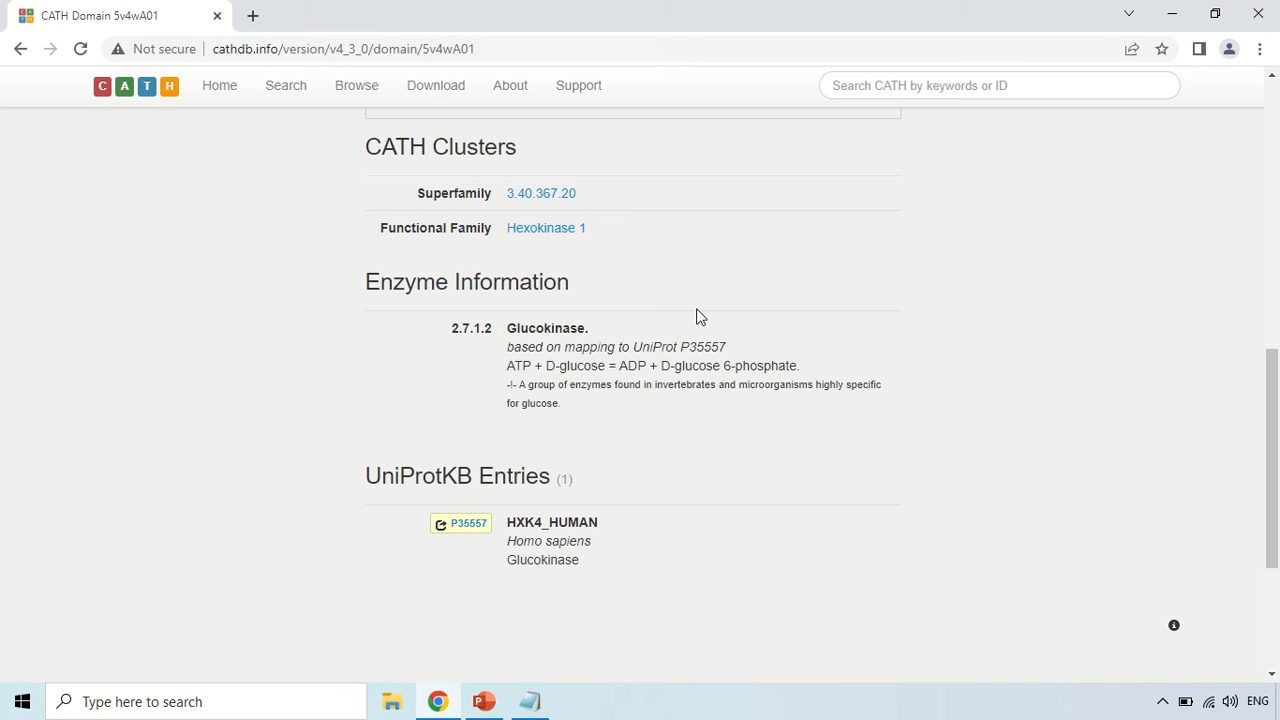 CATH Domain 5v4wA01
Not secure cathdb.info/version/v4_3_0/domain/5v4wA01
C A T H Home Search Browse Download About Support Search CATH by keywords or ID
CATH Clusters
Superfamily 3.40.367.20
Functional Family Hexokinase 1
Enzyme Information
2.7.1.2 Glucokinase.
based on mapping to UniProt P35557
ATP + D-glucose = ADP + D-glucose 6-phosphate.
-!- A group of enzymes found in invertebrates and microorganisms highly specific
for glucose.
UniProtKB Entries (1)
P35557 HXK4_HUMAN
Homo sapiens
Glucokinase
Type here to search ENG